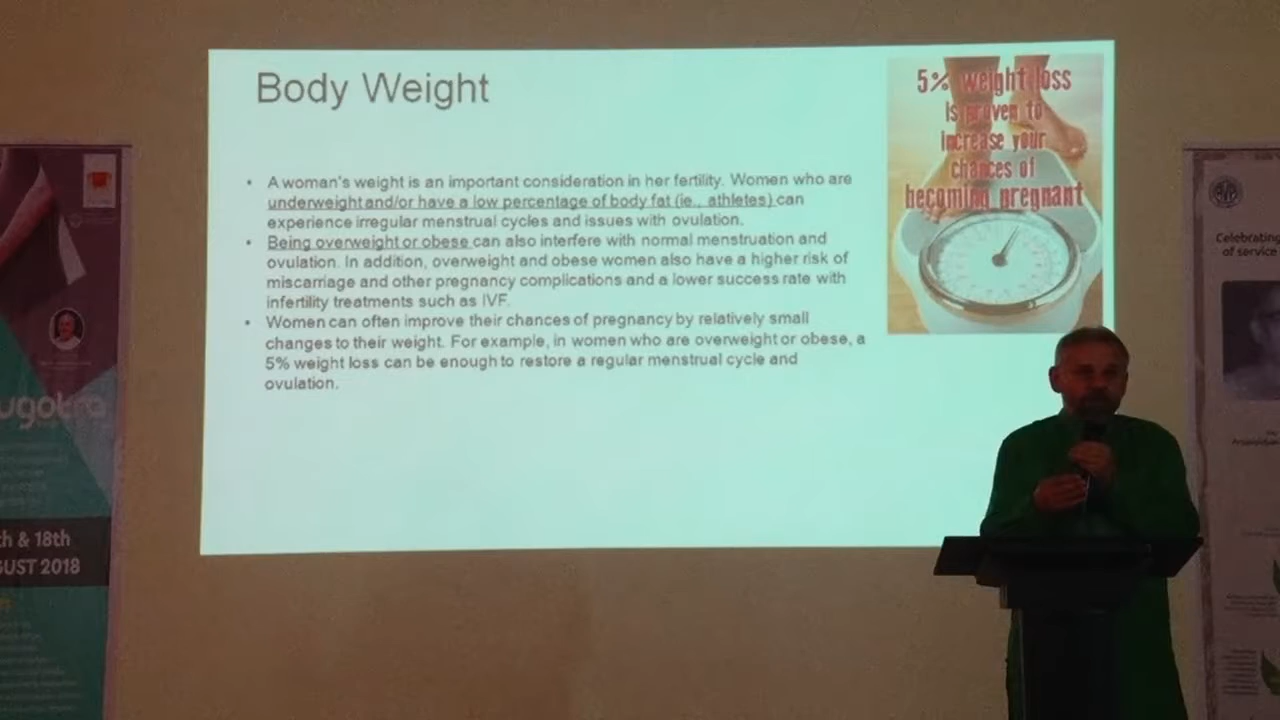 Body Weight
5% weight loss
is proven to
increase your
chances of
becoming pregnant
• A woman's weight is an important consideration in her fertility. Women who are
underweight and/or have a low percentage of body fat (ie., athletes) can
experience irregular menstrual cycles and issues with ovulation.
• Being overweight or obese can also interfere with normal menstruation and
ovulation. In addition, overweight and obese women also have a higher risk of
miscarriage and other pregnancy complications and a lower success rate with
infertility treatments such as IVF.
• Women can often improve their chances of pregnancy by relatively small
changes to their weight. For example, in women who are overweight or obese, a
5% weight loss can be enough to restore a regular menstrual cycle and
ovulation.
& 18th
2018
Celebrating
of service